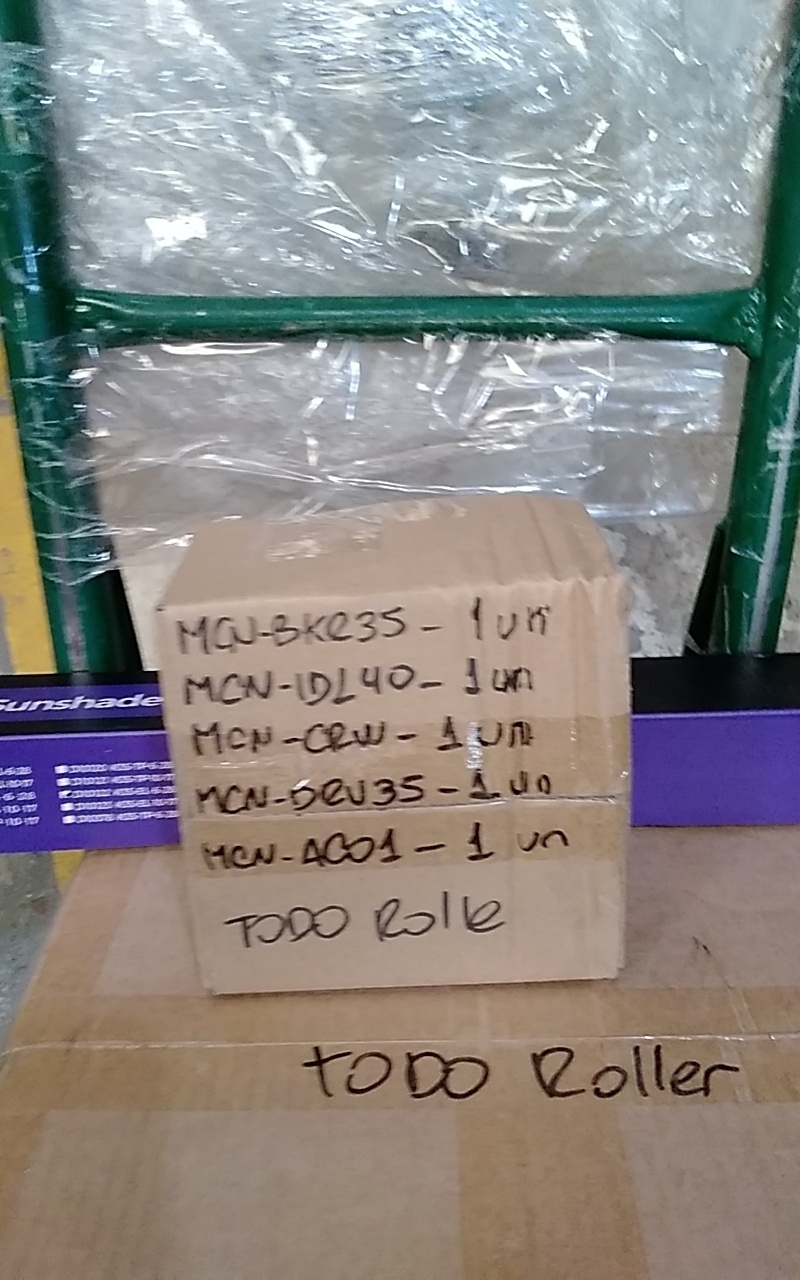 MCN-BKR35 - 1 un
MCN-IDL40 - 1 un
MCN-CRW - 1 un
MCN-DRV35 - 1 un
MCN-AC01 - 1 un
TODO Rolle
Sunshade
TODO Roller